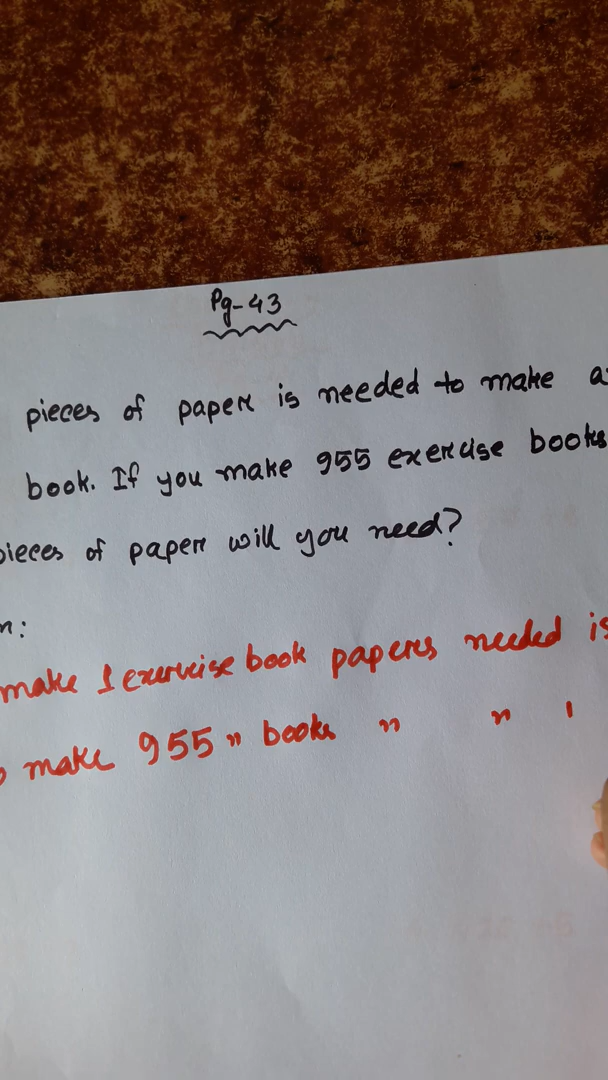 Pg-43
pieces of paper is needed to make a
book. If you make 955 exercise books
pieces of paper will you need?
n:
make 1 exercise book papers needed is
make 955 " books " "